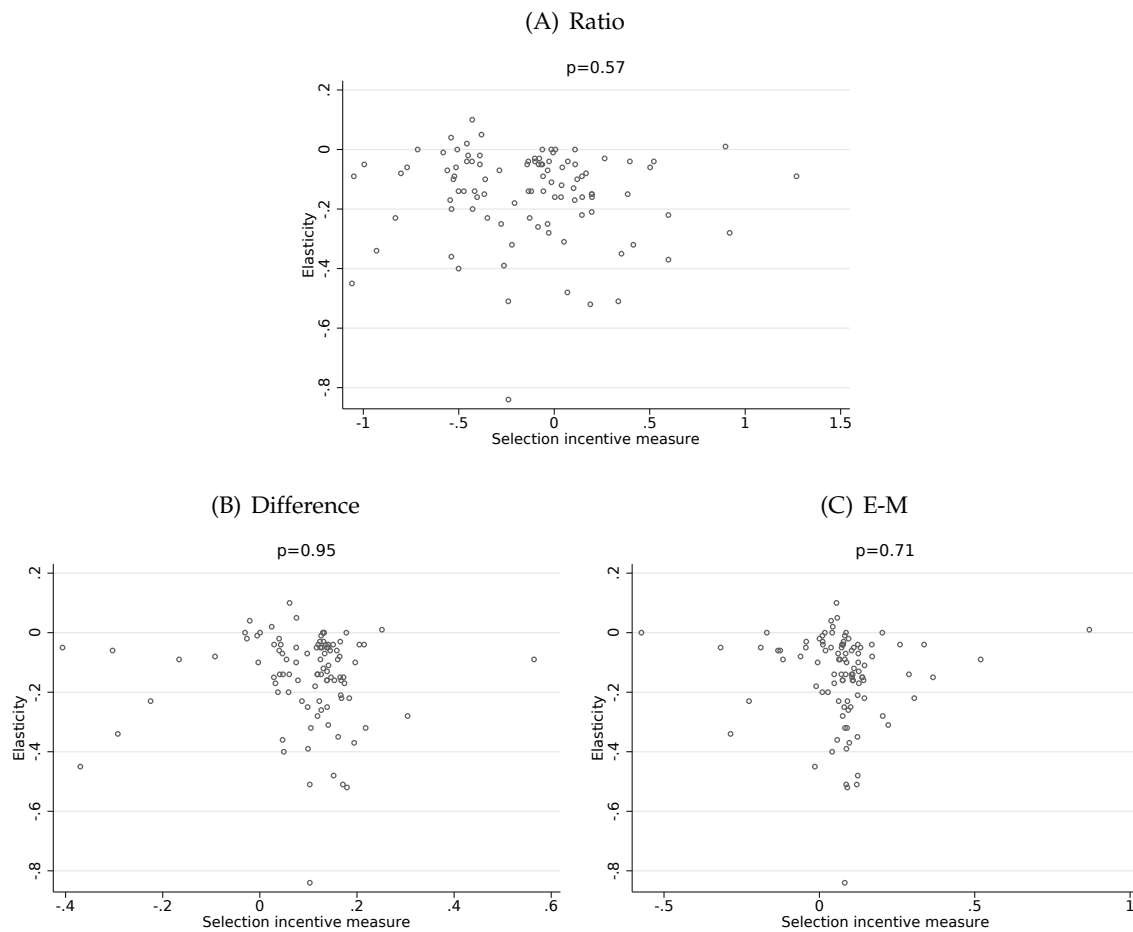 (A) Ratio
p=0.57
.2
0
-.2
-.4
-.6
-.8
Elasticity
-1
-.5
0
.5
1
1.5
Selection incentive measure
(B) Difference
p=0.95
.2
0
-.2
-.4
-.6
-.8
Elasticity
-.4
-.2
0
.2
.4
.6
Selection incentive measure
(C) E-M
p=0.71
.2
0
-.2
-.4
-.6
-.8
Elasticity
-.5
0
.5
1
Selection incentive measure